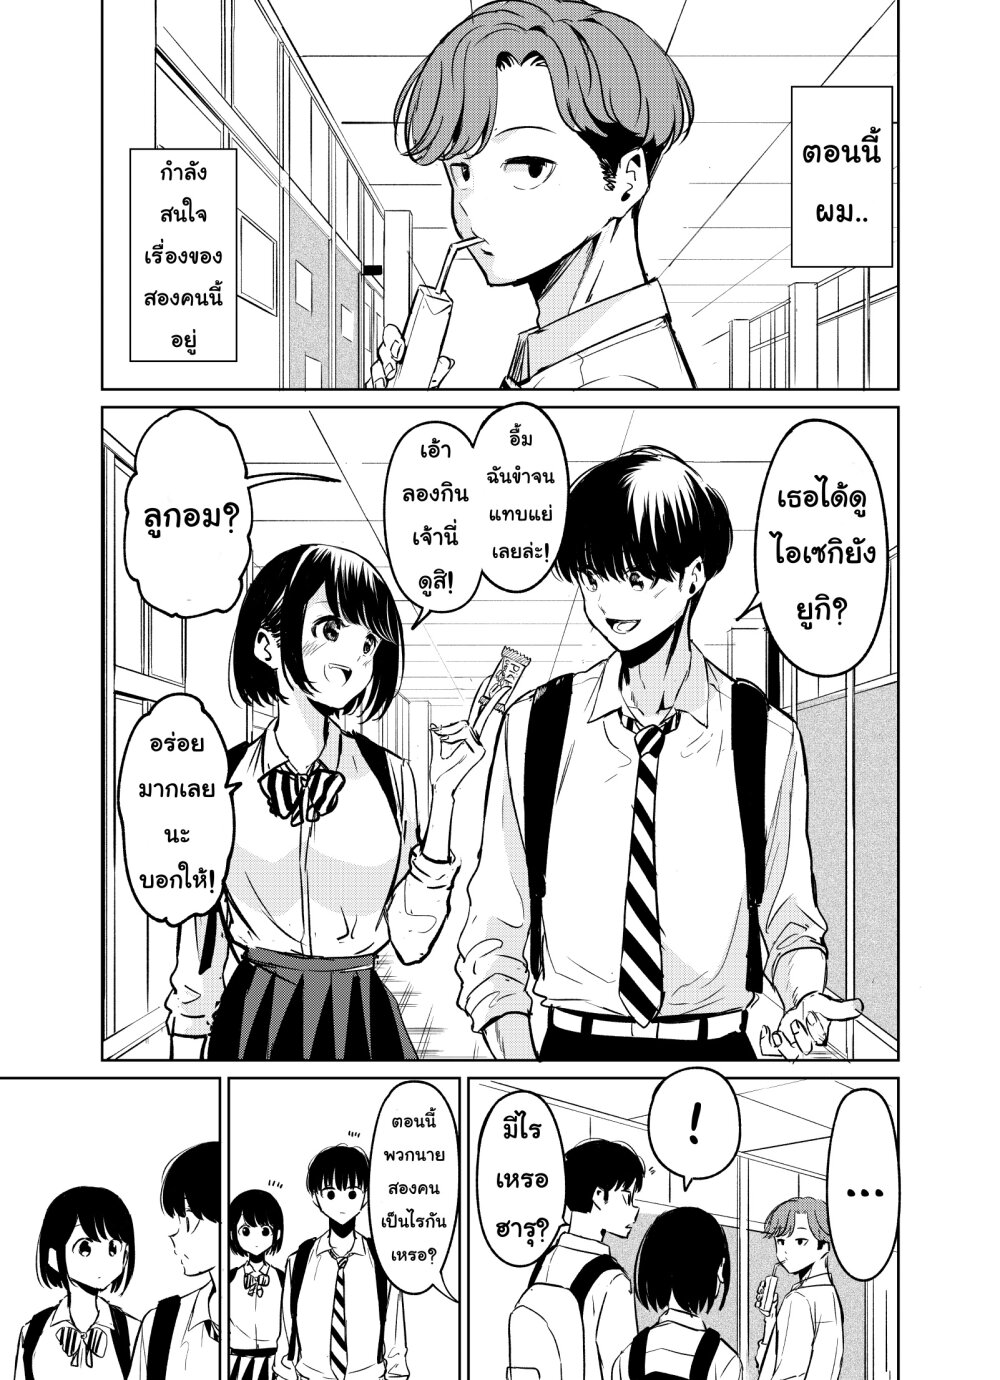 ตอนนี้
ผม..
กำลัง
สนใจ
เรื่องของ
สองคนนี้
อยู่
เธอได้ดู
ไอเซกิยัง
ยูกิ?
อื้ม
ฉันขำจน
แทบแย่
เลยล่ะ!
เอ้า
ลองกิน
เจ้านี่
ดูสิ!
ลูกอม?
อร่อย
มากเลย
นะ
บอกให้!
...
!
มีไร
เหรอ
ฮารุ?
ตอนนี้
พวกนาย
สองคน
เป็นไรกัน
เหรอ?